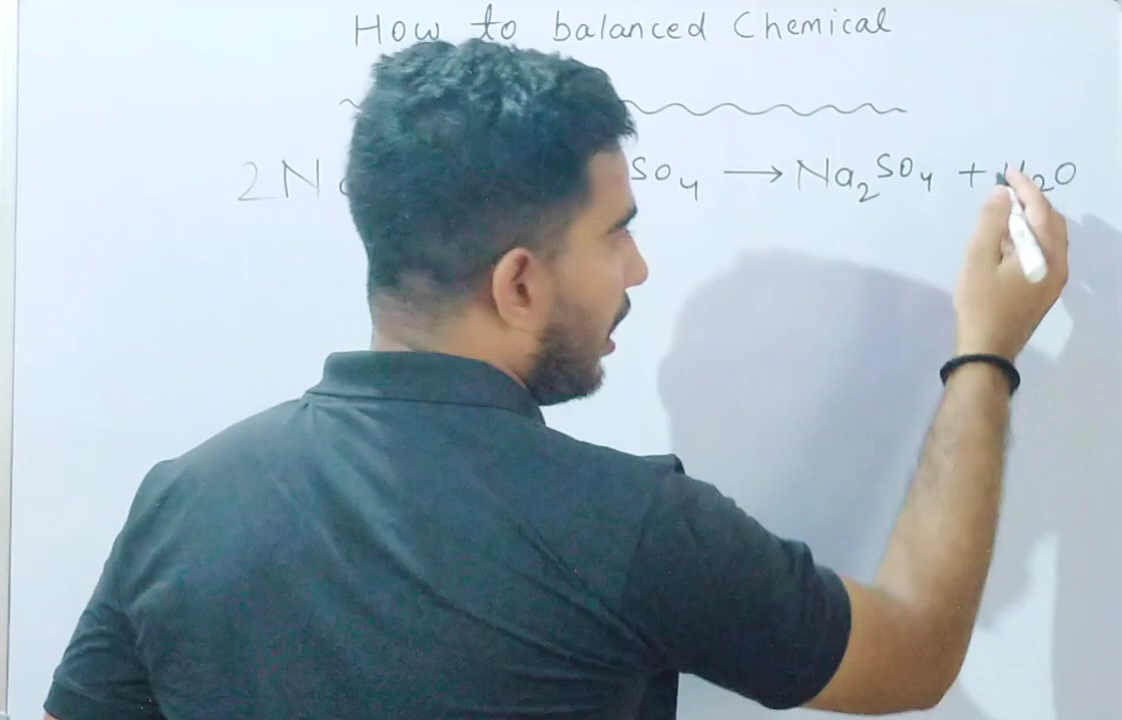 How to balanced Chemical
2N SO4 → Na2SO4 + H2O